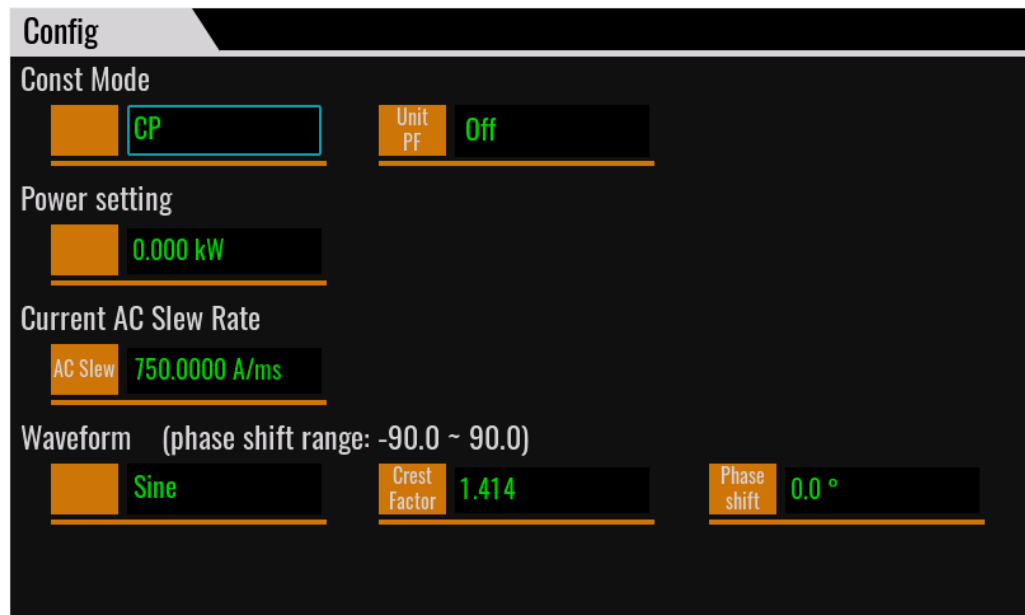 Config
Const Mode
CP
Unit
PF
Off
Power setting
0.000 kW
Current AC Slew Rate
AC Slew
750.0000 A/ms
Waveform (phase shift range: -90.0 ~ 90.0)
Sine
Crest
Factor
1.414
Phase
shift
0.0 °